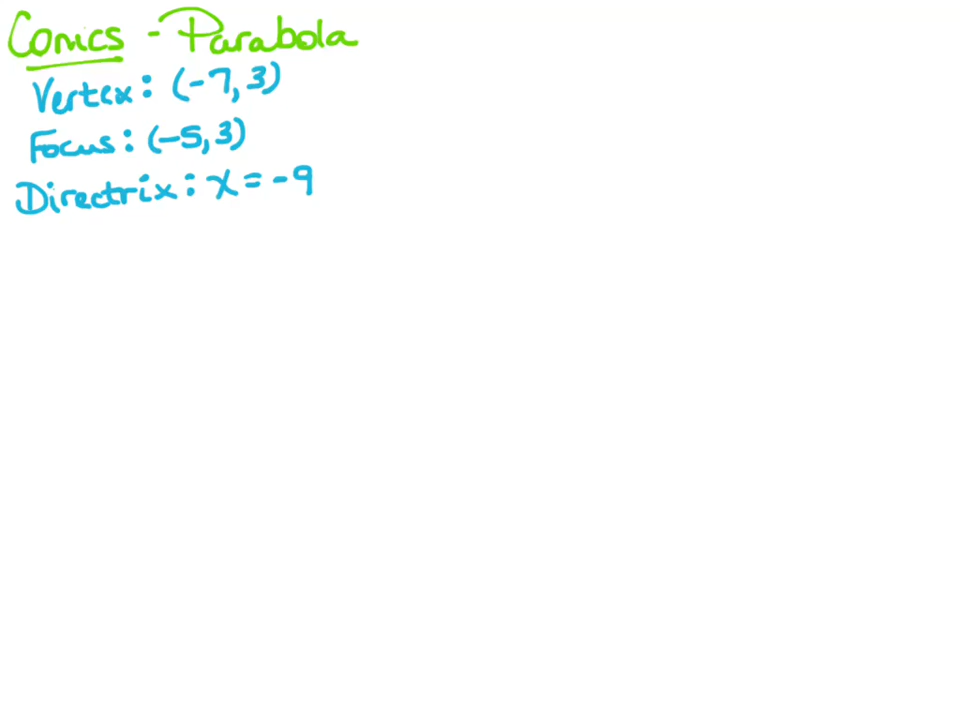 Conics - Parabola
Vertex: (-7, 3)
Focus: (-5, 3)
Directrix: x = -9